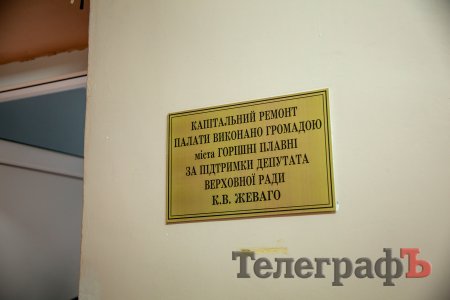 КАПІТАЛЬНИЙ РЕМОНТ
ПАЛАТИ ВИКОНАНО ГРОМАДОЮ
міста ГОРІШНІ ПЛАВНІ
ЗА ПІДТРИМКИ ДЕПУТАТА
ВЕРХОВНОЇ РАДИ
К.В. ЖЕВАГО
ТелеграфЪ